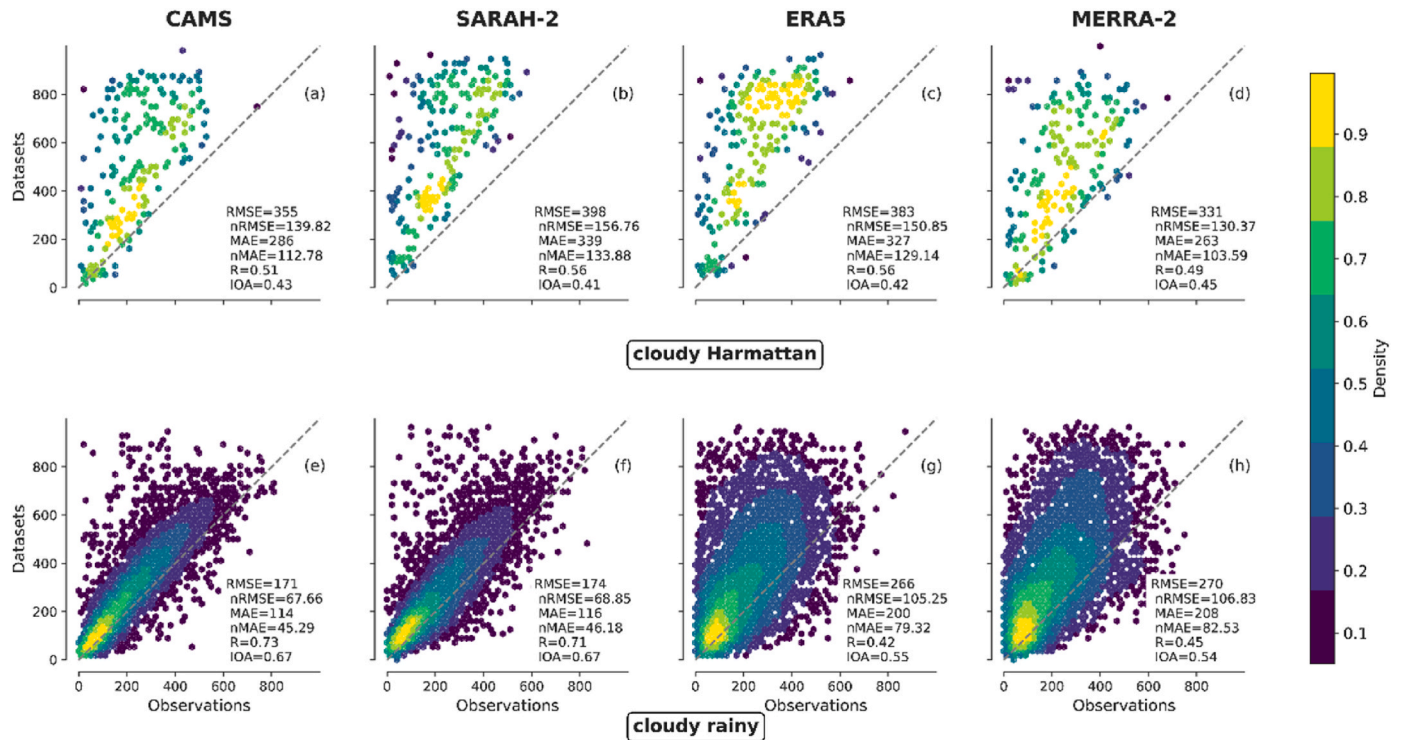 CAMS
SARAH-2
ERA5
MERRA-2
Datasets
800
600
400
200
0
(a)
RMSE=355
nRMSE=139.82
MAE=286
nMAE=112.78
R=0.51
IOA=0.43
(b)
RMSE=398
nRMSE=156.76
MAE=339
nMAE=133.88
R=0.56
IOA=0.41
(c)
RMSE=383
nRMSE=150.85
MAE=327
nMAE=129.14
R=0.56
IOA=0.42
(d)
RMSE=331
nRMSE=130.37
MAE=263
nMAE=103.59
R=0.49
IOA=0.45
cloudy Harmattan
Datasets
800
600
400
200
0
(e)
RMSE=171
nRMSE=67.66
MAE=114
nMAE=45.29
R=0.73
IOA=0.67
0 200 400 600 800
Observations
(f)
RMSE=174
nRMSE=68.85
MAE=116
nMAE=46.18
R=0.71
IOA=0.67
0 200 400 600 800
Observations
(g)
RMSE=266
nRMSE=105.25
MAE=200
nMAE=79.32
R=0.42
IOA=0.55
0 200 400 600 800
Observations
(h)
RMSE=270
nRMSE=106.83
MAE=208
nMAE=82.53
R=0.45
IOA=0.54
0 200 400 600 800
Observations
cloudy rainy
0.9
0.8
0.7
0.6
0.5
0.4
0.3
0.2
0.1
Density